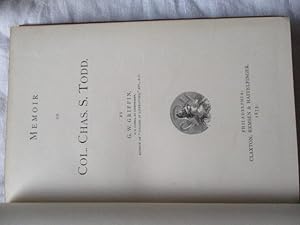 MEMOIR
OF
COL. CHAS. S. TODD.
BY
G. W. GRIFFIN,
PHILADELPHIA:
CLAXTON, REMSEN & HAFFELFINGER.
1873.